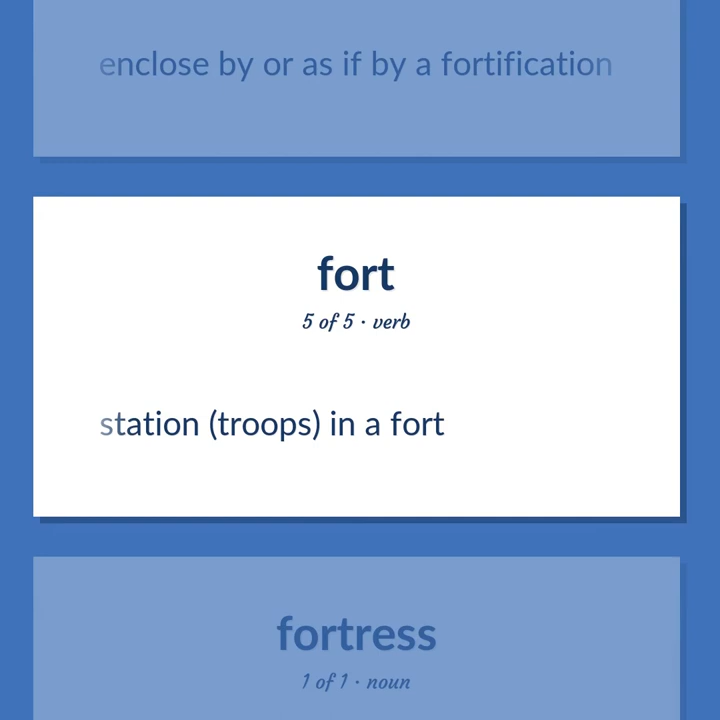 enclose by or as if by a fortification
fort
5 of 5 · verb
station (troops) in a fort
fortress
1 of 1 · noun